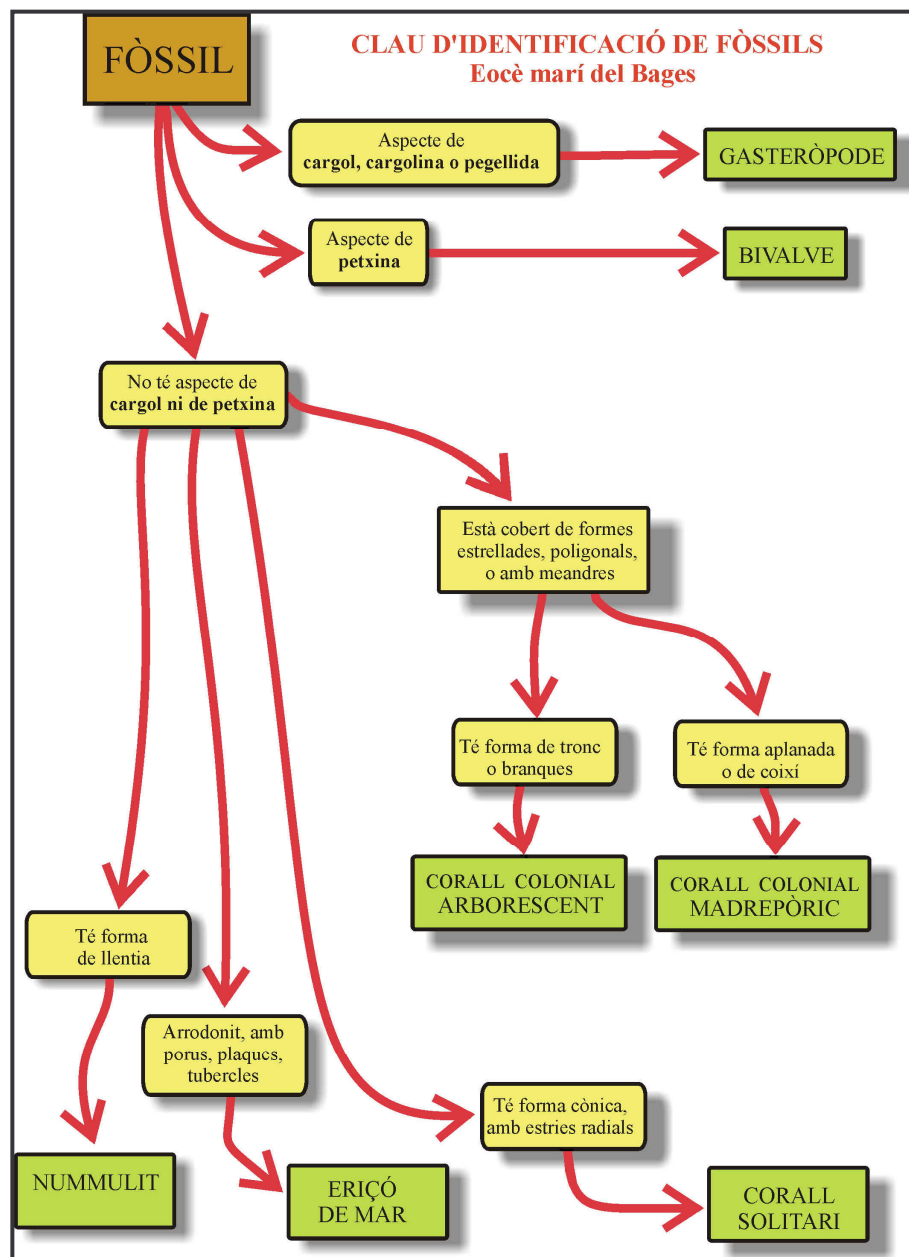 FÒSSIL
CLAU D'IDENTIFICACIÓ DE FÒSSILS
Eocè marí del Bages
Aspecte de
cargol, cargolina o pegellida
GASTERÒPODE
Aspecte de
petxina
BIVALVE
No té aspecte de
cargol ni de petxina
Està cobert de formes
estrellades, poligonals,
o amb meandres
Té forma de tronc
o branques
Té forma aplanada
o de coixí
CORALL COLONIAL
ARBORESCENT
CORALL COLONIAL
MADREPÒRIC
Té forma
de llentia
Arrodonit, amb
porus, plaqucs,
tubercles
Té forma cònica,
amb estries radials
NUMMULIT
ERIÇÓ
DE MAR
CORALL
SOLITARI